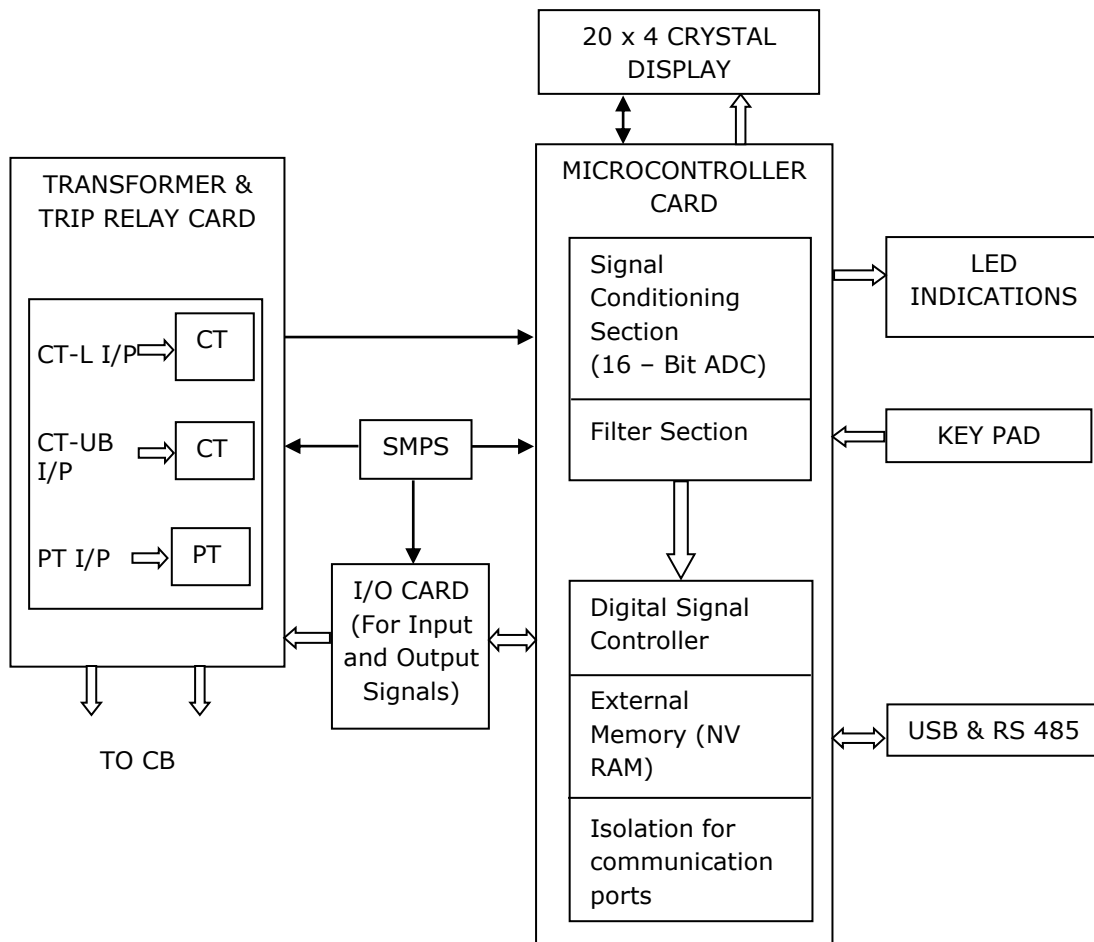 20 x 4 CRYSTAL
DISPLAY
TRANSFORMER &
TRIP RELAY CARD
CT-L I/P
CT
CT-UB
I/P
CT
PT I/P
PT
TO CB
SMPS
I/O CARD
(For Input
and Output
Signals)
MICROCONTROLLER
CARD
Signal
Conditioning
Section
(16 – Bit ADC)
Filter Section
Digital Signal
Controller
External
Memory (NV
RAM)
Isolation for
communication
ports
LED
INDICATIONS
KEY PAD
USB & RS 485